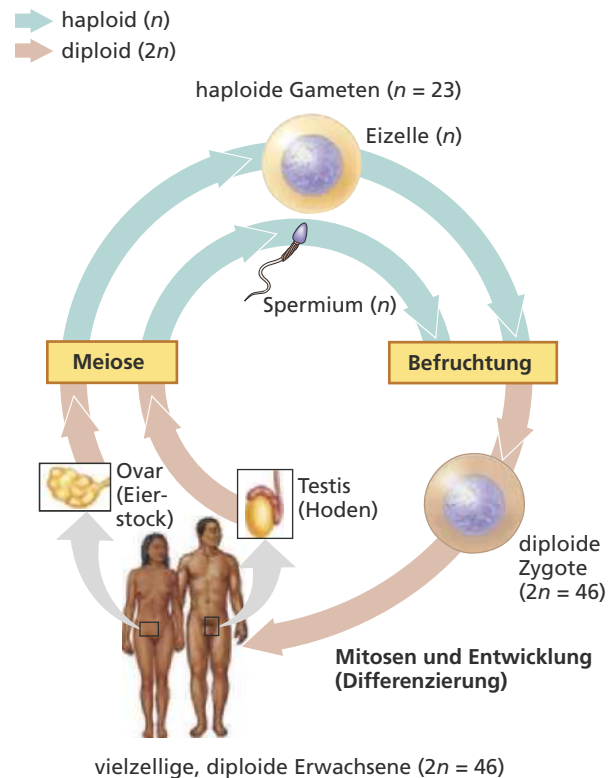 haploid (n)
diploid (2n)
haploide Gameten (n = 23)
Eizelle (n)
Spermium (n)
Meiose
Befruchtung
Ovar
(Eier-
stock)
Testis
(Hoden)
diploide
Zygote
(2n = 46)
Mitosen und Entwicklung
(Differenzierung)
vielzellige, diploide Erwachsene (2n = 46)